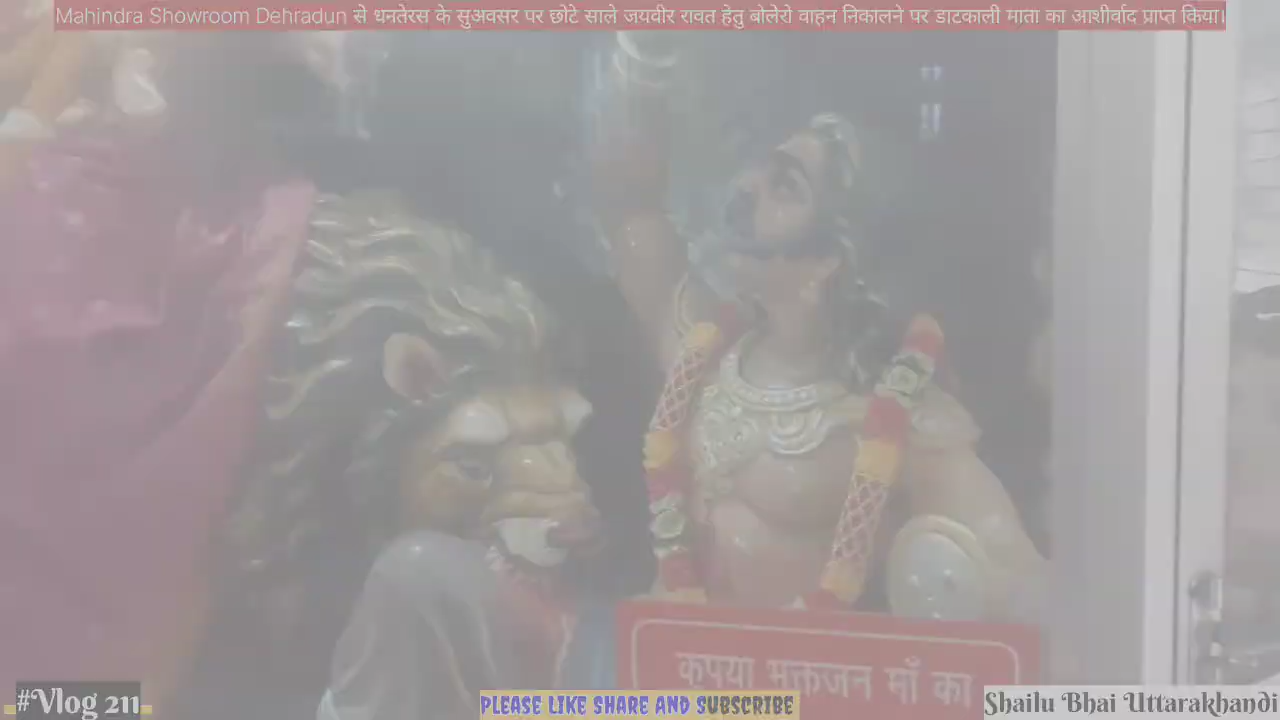 Mahindra Showroom Dehradun से धनतेरस के सुअवसर पर छोटे साले जयवीर रावत हेतु बोलेरो वाहन निकालने पर डाटकाली माता का आशीर्वाद प्राप्त किया।
कृपया भक्तजन माँ का
#Vlog 211
PLEASE LIKE SHARE AND SUBSCRIBE
Shailu Bhai Uttarakhandi